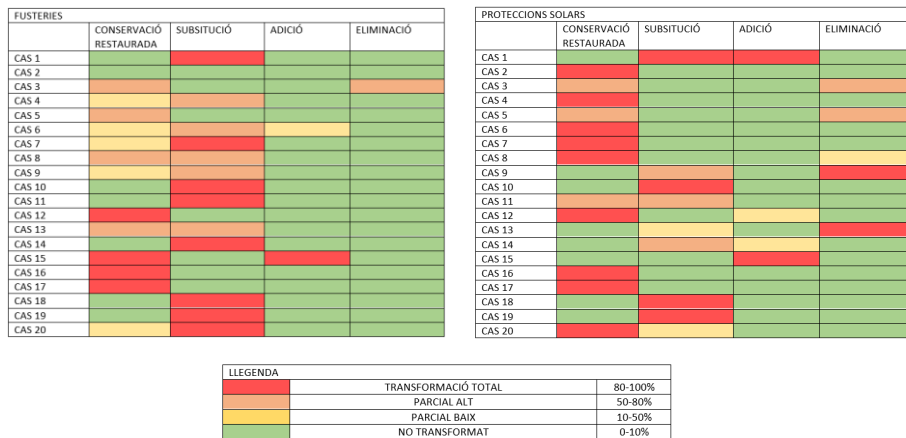 FUSTERIES
CONSERVACIÓ RESTAURADA SUBSITUCIÓ ADICIÓ ELIMINACIÓ
CAS 1
CAS 2
CAS 3
CAS 4
CAS 5
CAS 6
CAS 7
CAS 8
CAS 9
CAS 10
CAS 11
CAS 12
CAS 13
CAS 14
CAS 15
CAS 16
CAS 17
CAS 18
CAS 19
CAS 20
PROTECCIONS SOLARS
CONSERVACIÓ RESTAURADA SUBSITUCIÓ ADICIÓ ELIMINACIÓ
CAS 1
CAS 2
CAS 3
CAS 4
CAS 5
CAS 6
CAS 7
CAS 8
CAS 9
CAS 10
CAS 11
CAS 12
CAS 13
CAS 14
CAS 15
CAS 16
CAS 17
CAS 18
CAS 19
CAS 20
LLEGENDA
TRANSFORMACIÓ TOTAL 80-100%
PARCIAL ALT 50-80%
PARCIAL BAIX 10-50%
NO TRANSFORMAT 0-10%